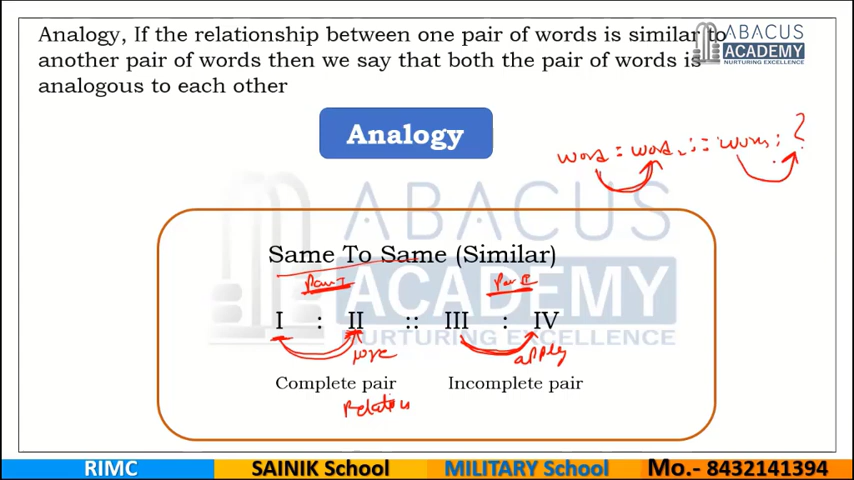 Analogy, If the relationship between one pair of words is similar to
another pair of words then we say that both the pair of words is
analogous to each other
ABACUS
ACADEMY
NURTURING EXCELLENCE
Analogy
word : word :: word : ?
ABACUS
ACADEMY
NURTURING EXCELLENCE
Same To Same (Similar)
Pair-I Pair II
I : II :: III : IV
apply
Complete pair Incomplete pair
RIMC SAINIK School MILITARY School Mo.- 8432141394